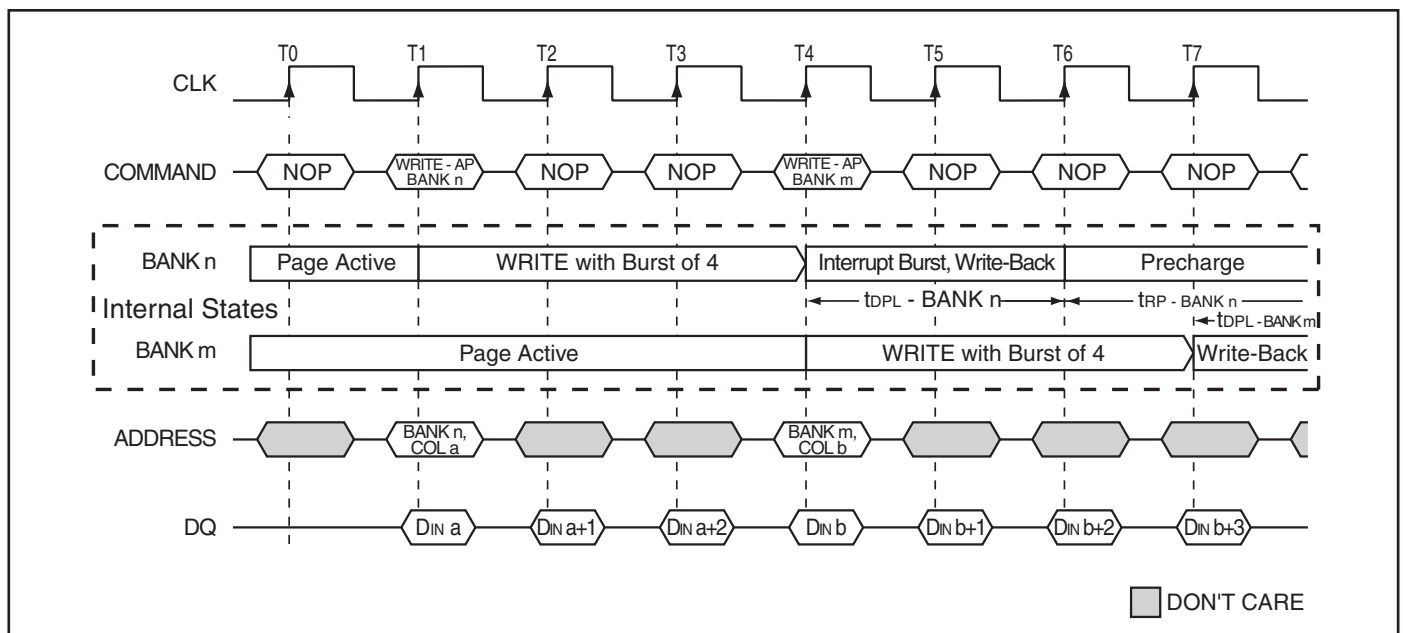 T0 T1 T2 T3 T4 T5 T6 T7
CLK
COMMAND NOP WRITE - AP BANK n NOP NOP WRITE - AP BANK m NOP NOP NOP
BANK n Page Active WRITE with Burst of 4 Interrupt Burst, Write-Back Precharge
Internal States tDPL - BANK n tRP - BANK n
tDPL - BANK m
BANK m Page Active WRITE with Burst of 4 Write-Back
ADDRESS BANK n, COL a BANK m, COL b
DQ DIN a DIN a+1 DIN a+2 DIN b DIN b+1 DIN b+2 DIN b+3
DON'T CARE